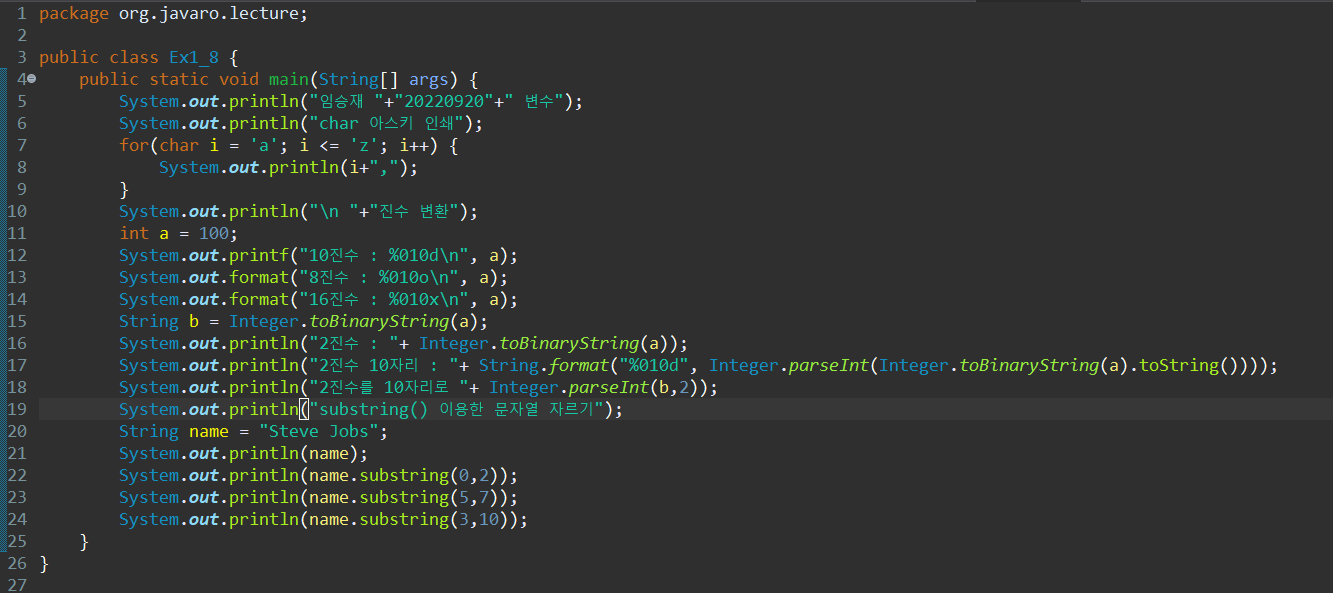 1 package org.javaro.lecture;
2
3 public class Ex1_8 {
4 public static void main(String[] args) {
5 System.out.println("임승재 "+"20220920"+" 변수");
6 System.out.println("char 아스키 인쇄");
7 for(char i = 'a'; i <= 'z'; i++) {
8 System.out.println(i+",");
9 }
10 System.out.println("\n "+"진수 변환");
11 int a = 100;
12 System.out.printf("10진수 : %010d\n", a);
13 System.out.format("8진수 : %010o\n", a);
14 System.out.format("16진수 : %010x\n", a);
15 String b = Integer.toBinaryString(a);
16 System.out.println("2진수 : "+ Integer.toBinaryString(a));
17 System.out.println("2진수 10자리 : "+ String.format("%010d", Integer.parseInt(Integer.toBinaryString(a).toString())));
18 System.out.println("2진수를 10자리로 "+ Integer.parseInt(b,2));
19 System.out.println("substring() 이용한 문자열 자르기");
20 String name = "Steve Jobs";
21 System.out.println(name);
22 System.out.println(name.substring(0,2));
23 System.out.println(name.substring(5,7));
24 System.out.println(name.substring(3,10));
25 }
26 }
27